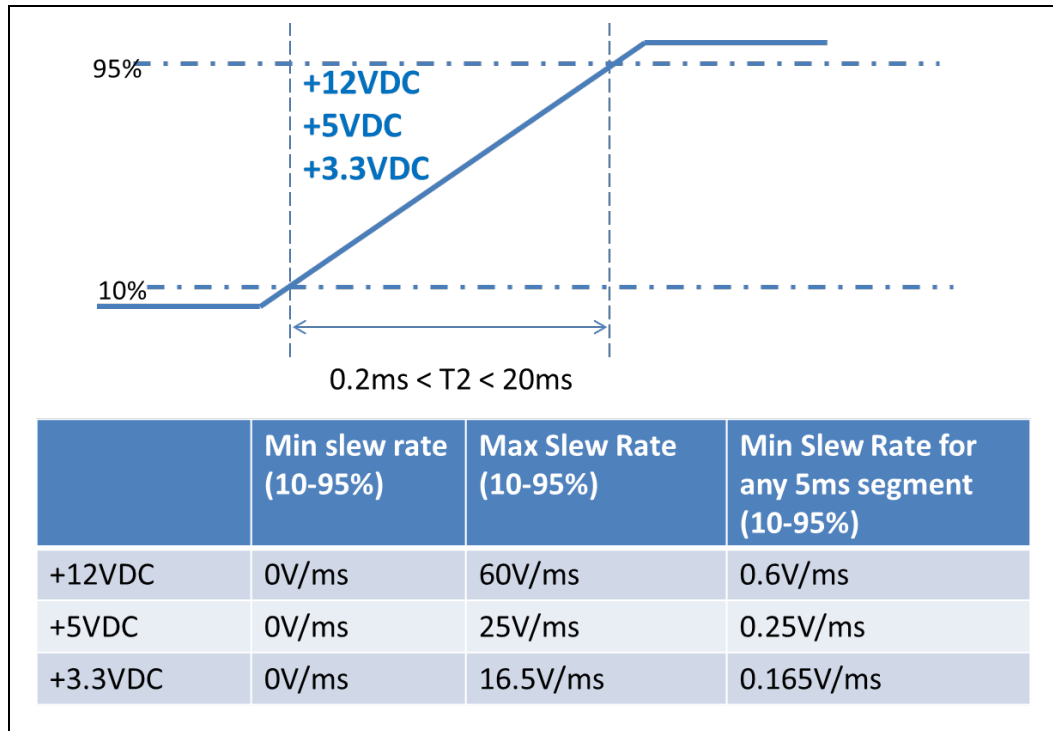 95%
+12VDC
+5VDC
+3.3VDC
10%
0.2ms < T2 < 20ms
Min slew rate (10-95%)
Max Slew Rate (10-95%)
Min Slew Rate for any 5ms segment (10-95%)
+12VDC 0V/ms 60V/ms 0.6V/ms
+5VDC 0V/ms 25V/ms 0.25V/ms
+3.3VDC 0V/ms 16.5V/ms 0.165V/ms